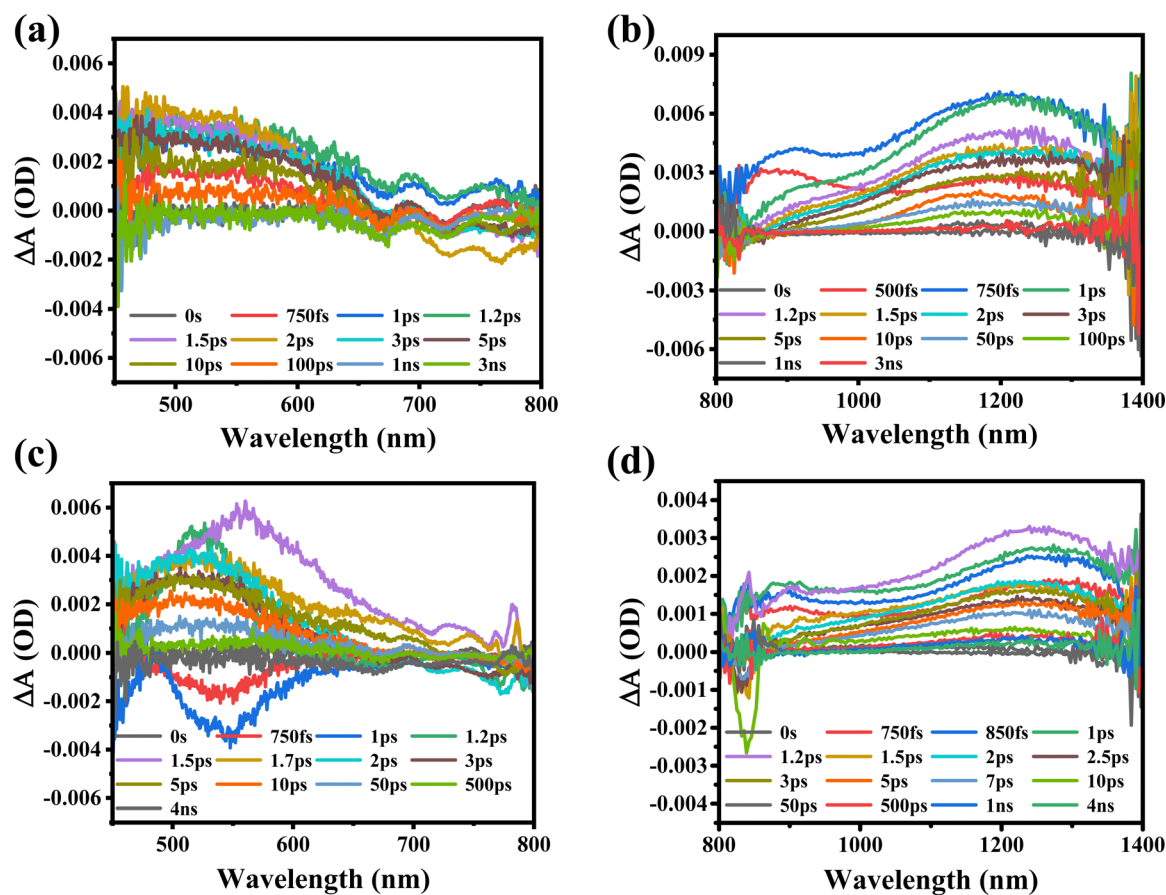 (a)
ΔA (OD)
0.006
0.004
0.002
0.000
-0.002
-0.004
-0.006
0s 750fs 1ps 1.2ps
1.5ps 2ps 3ps 5ps
10ps 100ps 1ns 3ns
500 600 700 800
Wavelength (nm)
(b)
ΔA (OD)
0.009
0.006
0.003
0.000
-0.003
-0.006
0s 500fs 750fs 1ps
1.2ps 1.5ps 2ps 3ps
5ps 10ps 50ps 100ps
1ns 3ns
800 1000 1200 1400
Wavelength (nm)
(c)
ΔA (OD)
0.006
0.004
0.002
0.000
-0.002
-0.004
-0.006
0s 750fs 1ps 1.2ps
1.5ps 1.7ps 2ps 3ps
5ps 10ps 50ps 500ps
4ns
500 600 700 800
Wavelength (nm)
(d)
ΔA (OD)
0.004
0.003
0.002
0.001
0.000
-0.001
-0.002
-0.003
-0.004
0s 750fs 850fs 1ps
1.2ps 1.5ps 2ps 2.5ps
3ps 5ps 7ps 10ps
50ps 500ps 1ns 4ns
800 1000 1200 1400
Wavelength (nm)